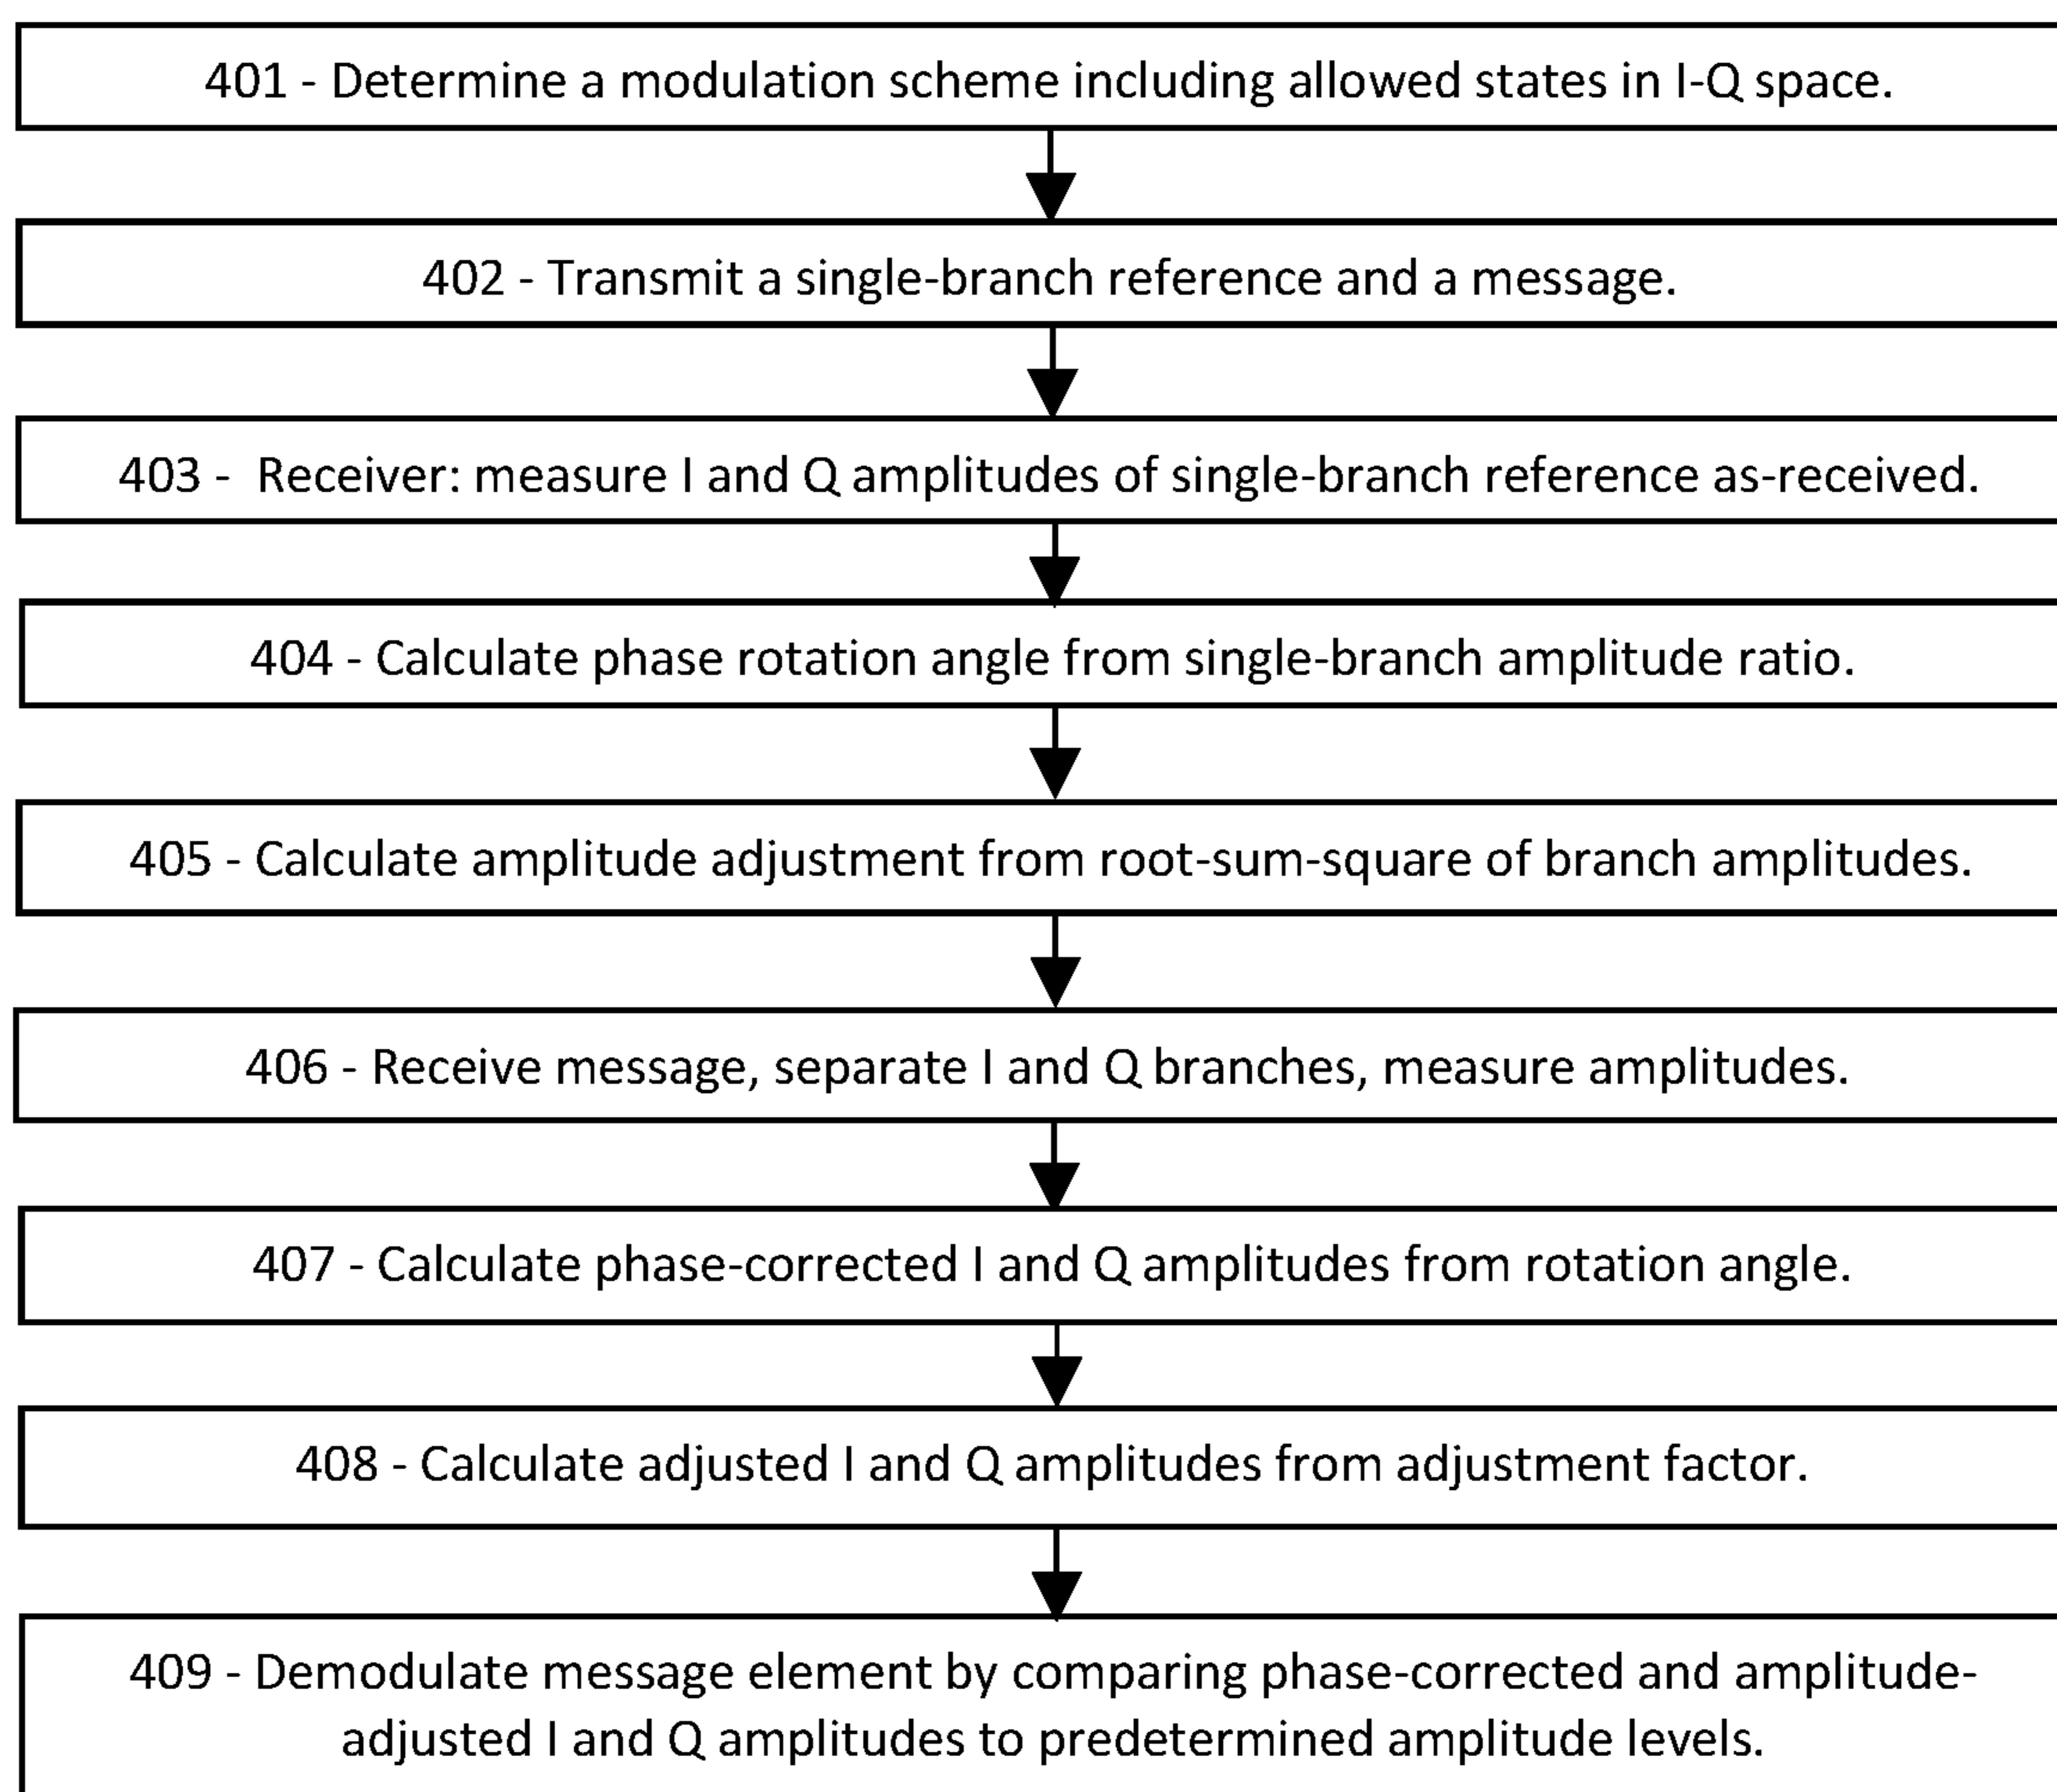 401 - Determine a modulation scheme including allowed states in I-Q space.
402 - Transmit a single-branch reference and a message.
403 - Receiver: measure I and Q amplitudes of single-branch reference as-received.
404 - Calculate phase rotation angle from single-branch amplitude ratio.
405 - Calculate amplitude adjustment from root-sum-square of branch amplitudes.
406 - Receive message, separate I and Q branches, measure amplitudes.
407 - Calculate phase-corrected I and Q amplitudes from rotation angle.
408 - Calculate adjusted I and Q amplitudes from adjustment factor.
409 - Demodulate message element by comparing phase-corrected and amplitude-
adjusted I and Q amplitudes to predetermined amplitude levels.